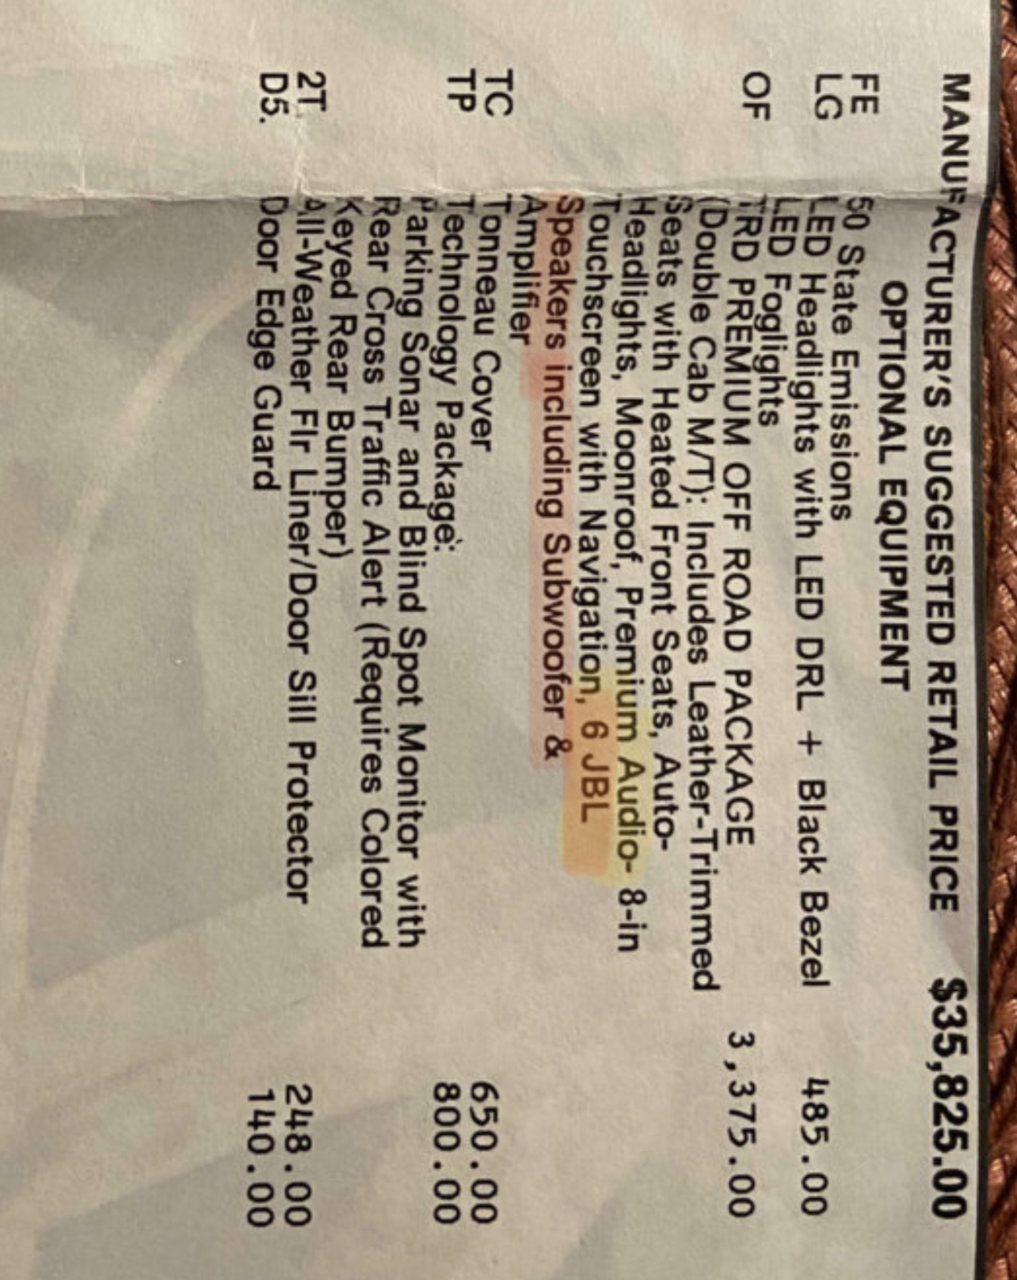 MANUFACTURER'S SUGGESTED RETAIL PRICE $35,825.00
OPTIONAL EQUIPMENT
FE 50 State Emissions
LG LED Headlights with LED DRL + Black Bezel 485.00
LED Foglights
OF TRD PREMIUM OFF ROAD PACKAGE 3,375.00
(Double Cab M/T): Includes Leather-Trimmed
Seats with Heated Front Seats, Auto-
Headlights, Moonroof, Premium Audio- 8-in
Touchscreen with Navigation, 6 JBL
Speakers including Subwoofer &
Amplifier
TC Tonneau Cover 650.00
TP Technology Package: 800.00
Parking Sonar and Blind Spot Monitor with
Rear Cross Traffic Alert (Requires Colored
Keyed Rear Bumper)
2T All-Weather Flr Liner/Door Sill Protector 248.00
D5. Door Edge Guard 140.00